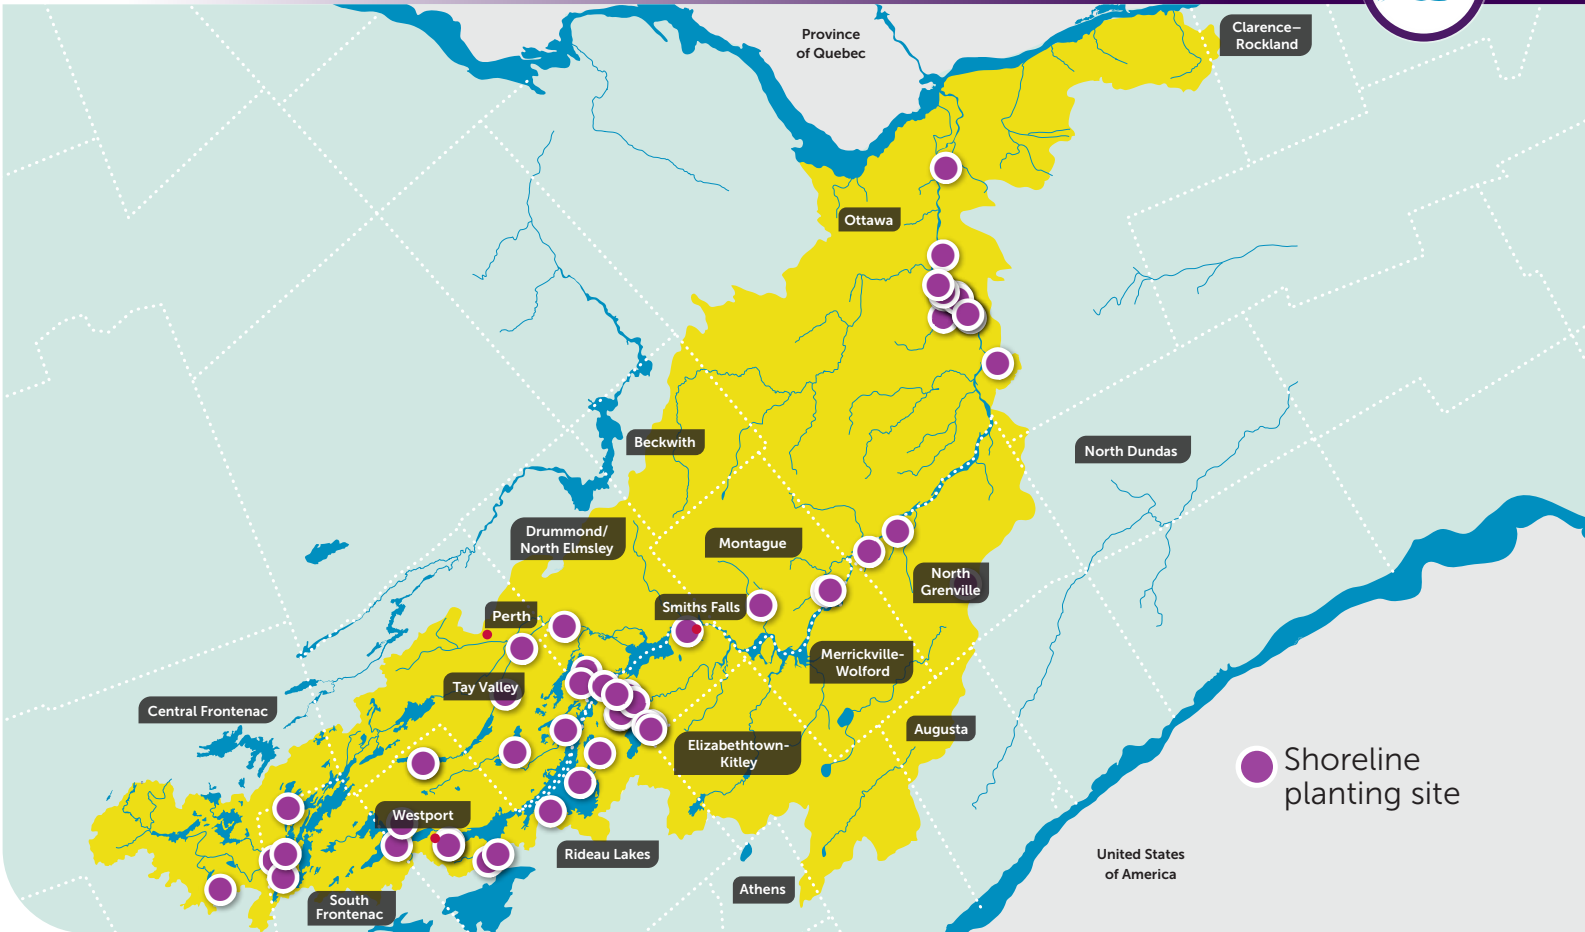 Province
of Quebec
Clarence–
Rockland
Ottawa
Beckwith
North Dundas
Drummond/
North Elmsley
Montague
North
Grenville
Perth
Smiths Falls
Merrickville-
Wolford
Tay Valley
Central Frontenac
Augusta
Elizabethtown-
Kitley
Shoreline
planting site
Westport
Rideau Lakes
United States
of America
Athens
South
Frontenac